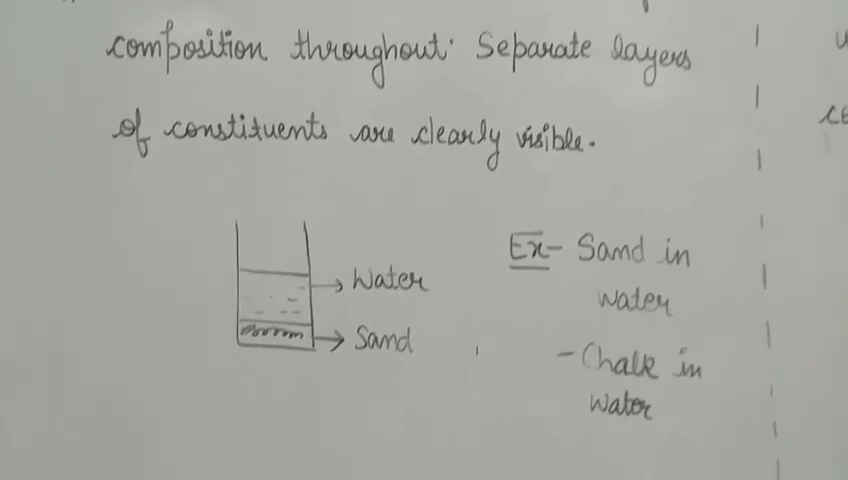 composition throughout. Separate layers
of constituents are clearly visible.
Water
Sand
Ex- Sand in
water
- Chalk in
water